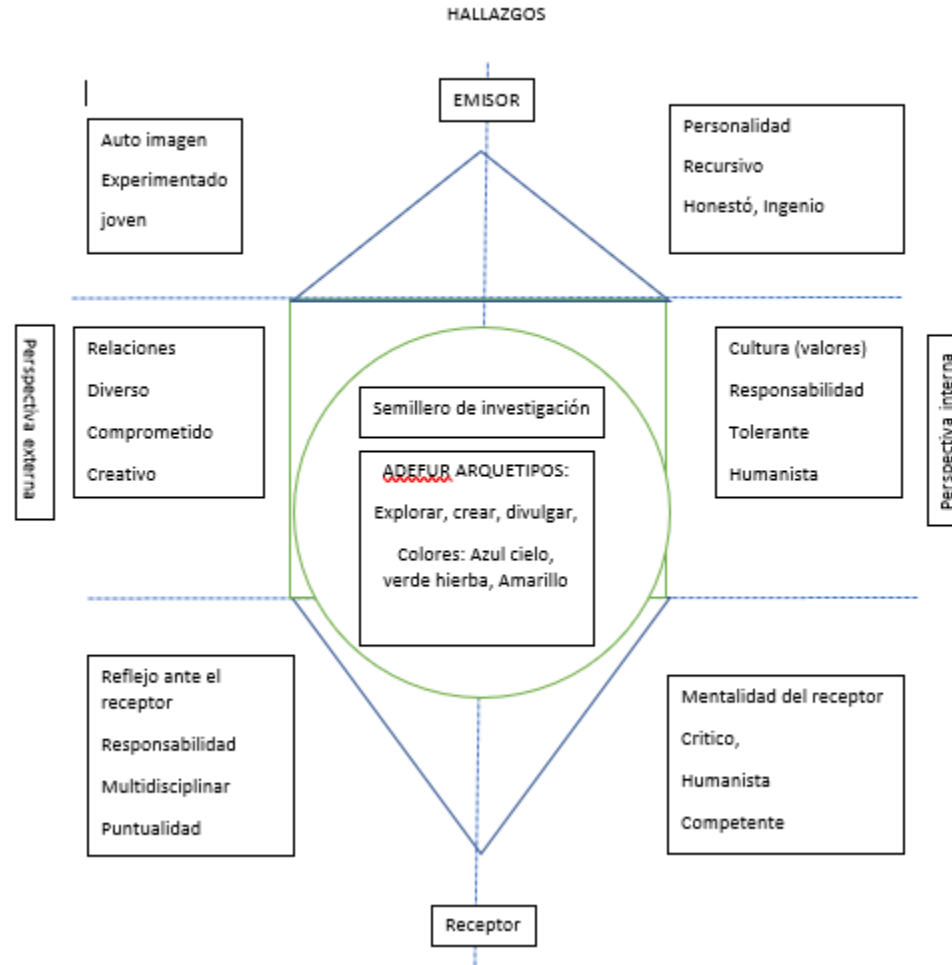 HALLAZGOS
EMISOR
Auto imagen
Experimentado
joven
Personalidad
Recursivo
Honestó, Ingenio
Perspectiva externa
Relaciones
Diverso
Comprometido
Creativo
Semillero de investigación
ADEFUR ARQUETIPOS:
Explorar, crear, divulgar,
Colores: Azul cielo,
verde hierba, Amarillo
Cultura (valores)
Responsabilidad
Tolerante
Humanista
Perspectiva interna
Reflejo ante el
receptor
Responsabilidad
Multidisciplinar
Puntualidad
Mentalidad del receptor
Critico,
Humanista
Competente
Receptor